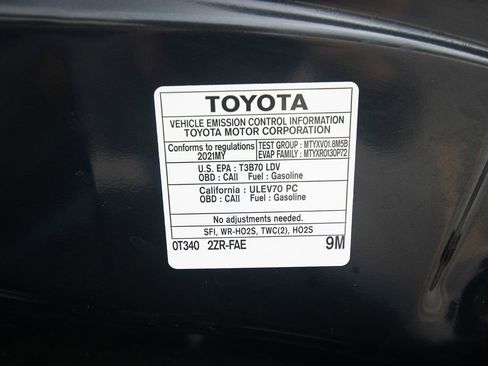 TOYOTA
VEHICLE EMISSION CONTROL INFORMATION
TOYOTA MOTOR CORPORATION
Conforms to regulations TEST GROUP : MTYXV01.8M5B
2021MY EVAP FAMILY : MTYXR0130P72
U.S. EPA : T3B70 LDV
OBD : CAII Fuel : Gasoline
California : ULEV70 PC
OBD : CAII Fuel : Gasoline
No adjustments needed.
SFI, WR-HO2S, TWC(2), HO2S
0T340 2ZR-FAE 9M